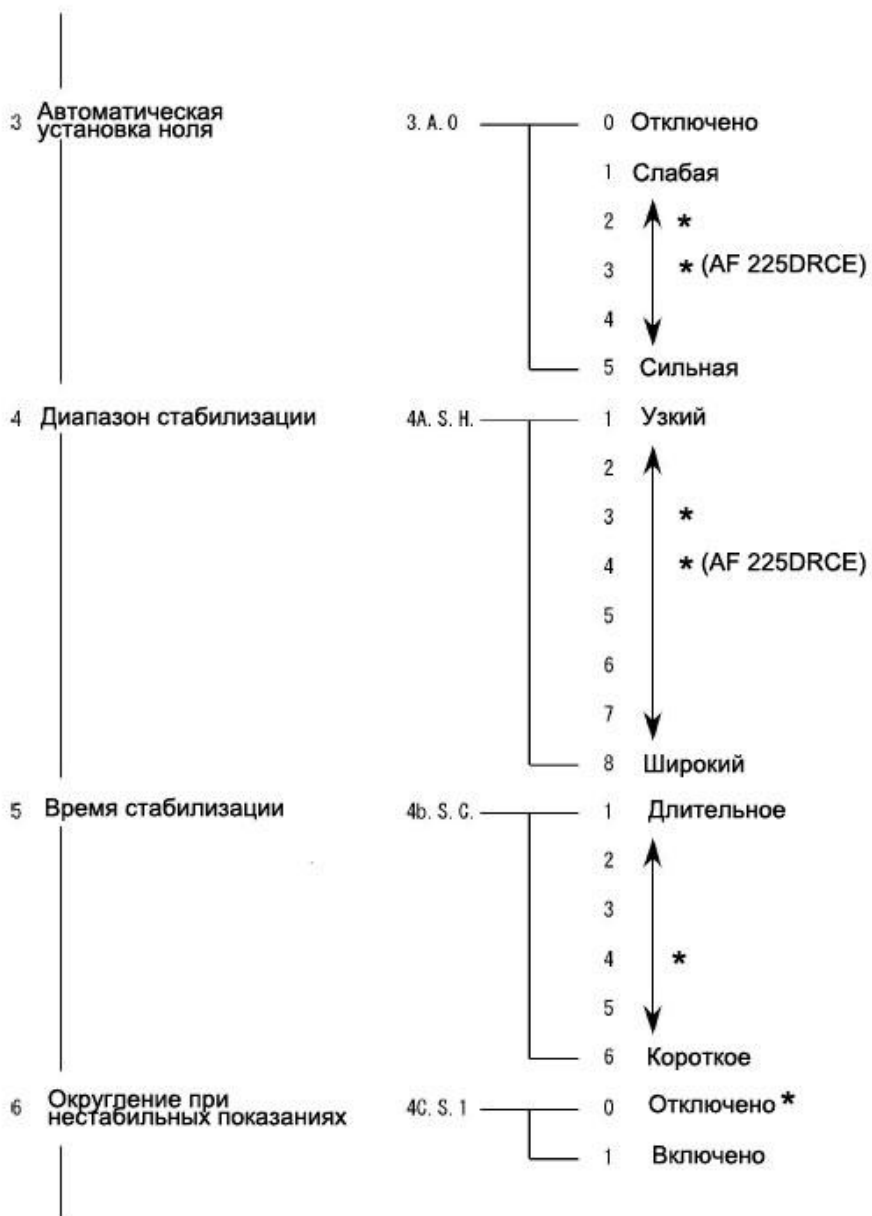 3 Автоматическая
установка ноля
3. A. 0
0 Отключено
1 Слабая
2 *
3 * (AF 225DRCE)
4
5 Сильная
4 Диапазон стабилизации
4A. S. H.
1 Узкий
2
3 *
4 * (AF 225DRCE)
5
6
7
8 Широкий
5 Время стабилизации
4b. S. C.
1 Длительное
2
3
4 *
5
6 Короткое
6 Округление при
нестабильных показаниях
4C. S. 1
0 Отключено *
1 Включено